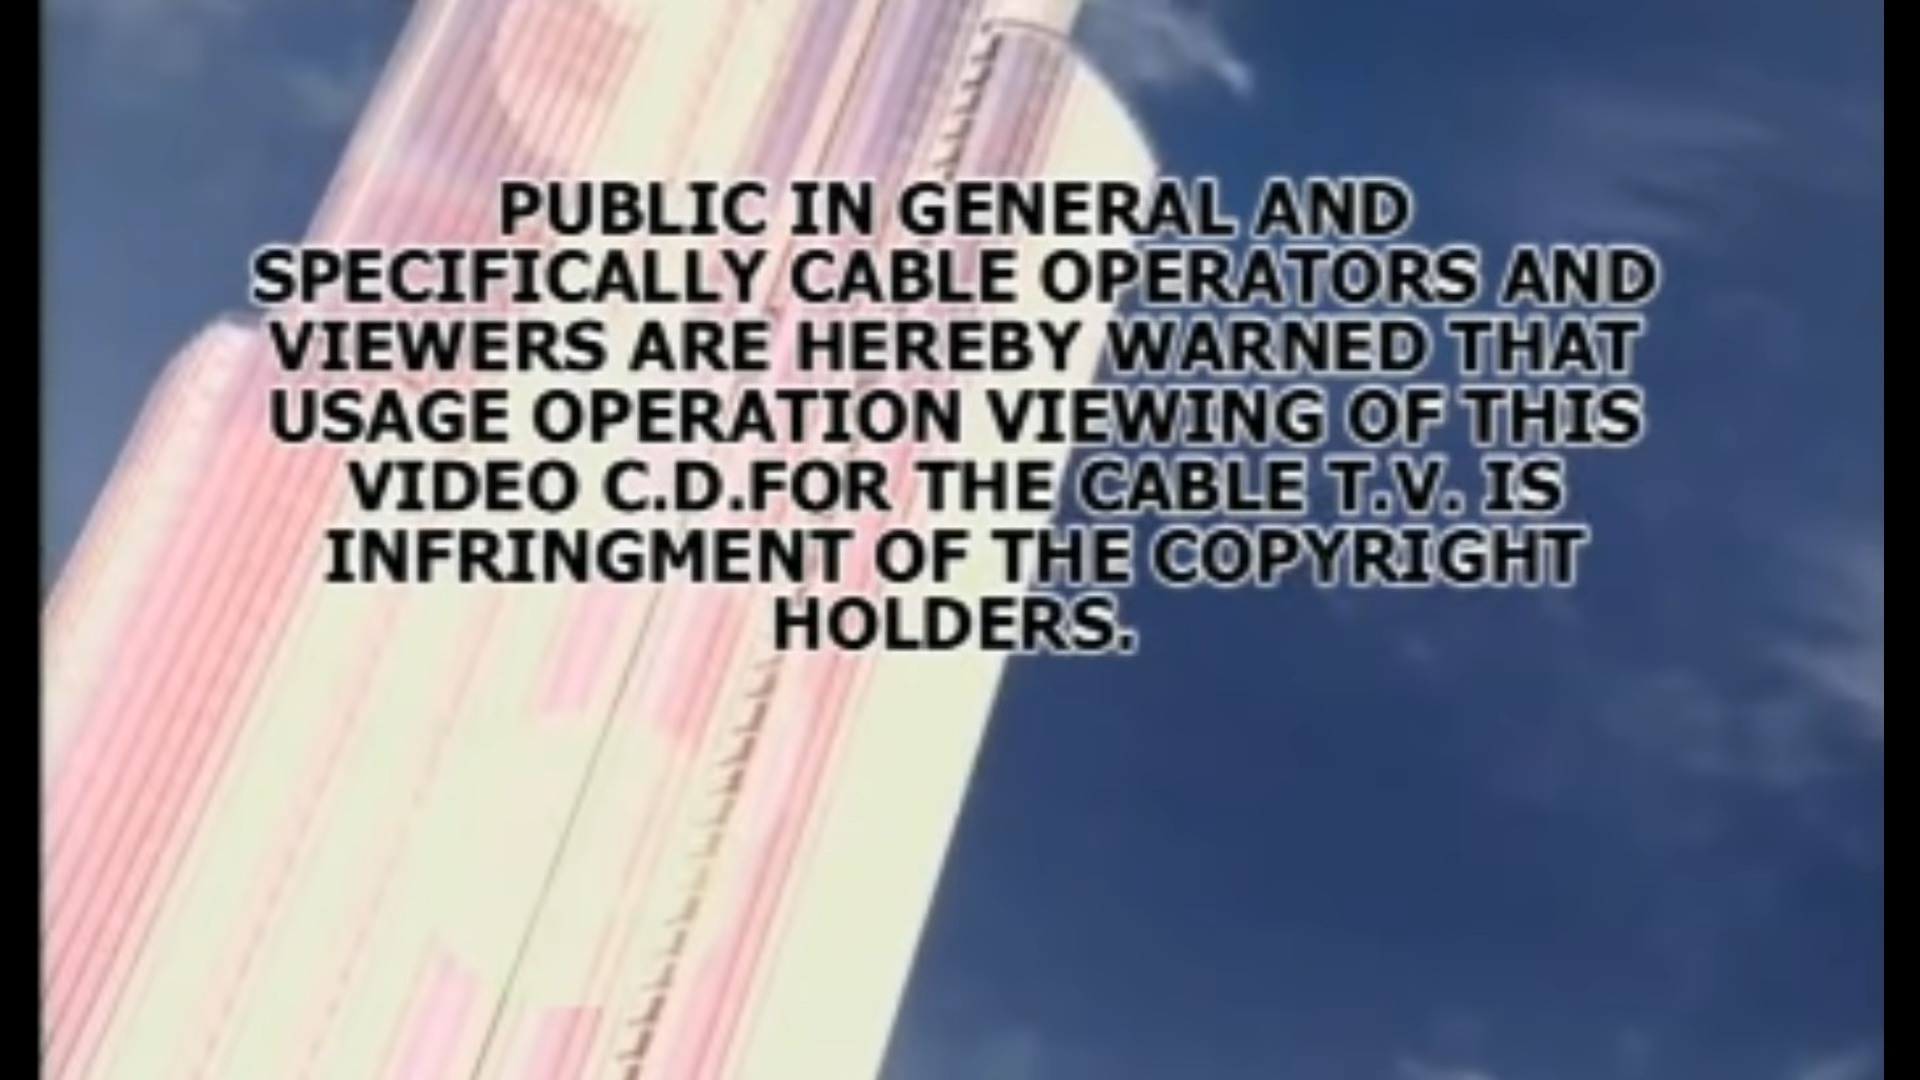 PUBLIC IN GENERAL AND
SPECIFICALLY CABLE OPERATORS AND
VIEWERS ARE HEREBY WARNED THAT
USAGE OPERATION VIEWING OF THIS
VIDEO C.D.FOR THE CABLE T.V. IS
INFRINGMENT OF THE COPYRIGHT
HOLDERS.